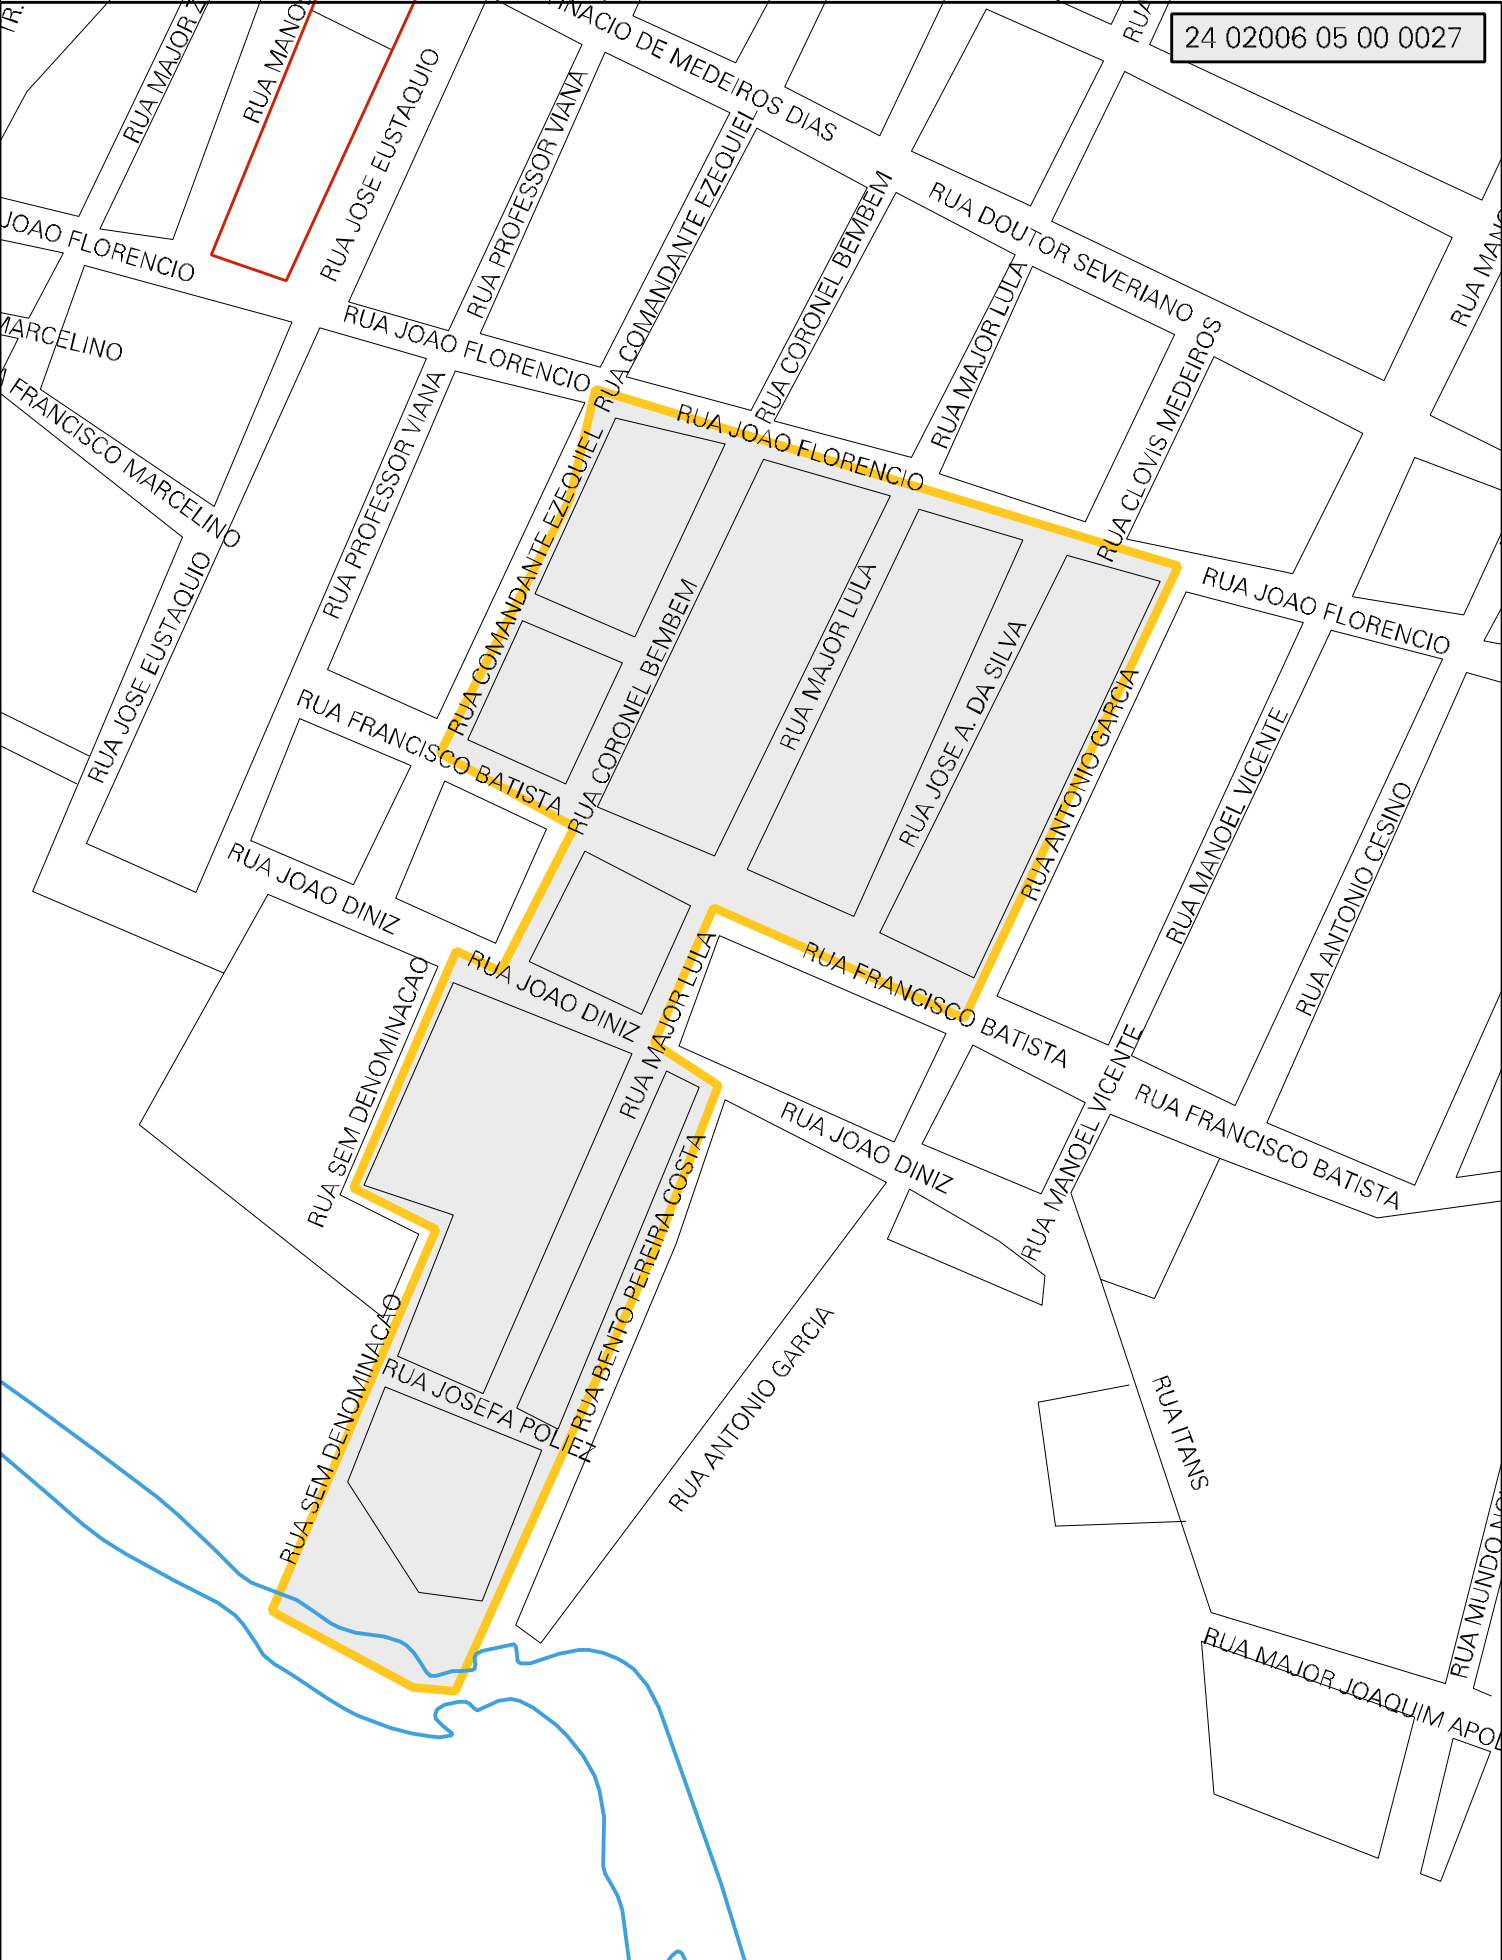 TR.
RUA MAJOR
RUA
INACIO DE MEDEIROS DIAS
RUA
24 02006 05 00 0027
RUA JOSE EUSTAQUIO
RUA PROFESSOR VIANA
RUA COMANDANTE EZEQUIEL
RUA CORONEL BEMBEM
RUA DOUTOR SEVERIANO
JOAO FLORENCIO
RUA JOAO FLORENCIO
RUA MAJOR LULA
RUA CLOVIS MEDEIROS
RUA
MARCELINO
FRANCISCO MARCELINO
RUA PROFESSOR VIANA
RUA JOAO FLORENCIO
RUA COMANDANTE EZEQUIEL
RUA JOAO FLORENCIO
RUA JOSE EUSTAQUIO
RUA CORONEL BEMBEM
RUA MAJOR LULA
RUA JOSE A. DA SILVA
RUA ANTONIO GARCIA
RUA MANOEL VICENTE
RUA ANTONIO CESINO
RUA FRANCISCO BATISTA
RUA JOAO DINIZ
RUA JOAO DINIZ
RUA MAJOR LULA
RUA FRANCISCO BATISTA
RUA SEM DENOMINACAO
RUA JOAO DINIZ
RUA MANOEL VICENTE
RUA FRANCISCO BATISTA
RUA BENTO PEREIRA COSTA
RUA SEM DENOMINACAO
RUA JOSEFA POLIEZ
RUA ANTONIO GARCIA
RUA ITANS
RUA MUNDO
RUA MAJOR JOAQUIM